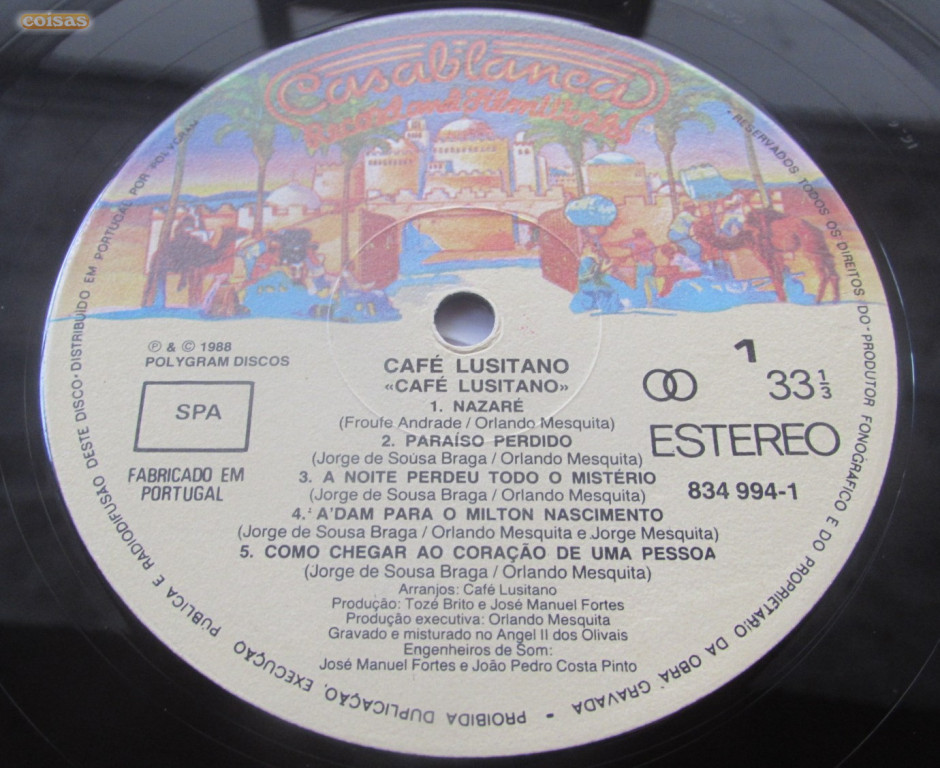 coisas
Casablanca
Record and FilmWorks
℗ & © 1988
POLYGRAM DISCOS
SPA
FABRICADO EM
PORTUGAL
1
33 1/3
ESTEREO
834 994-1
CAFÉ LUSITANO
«CAFÉ LUSITANO»
1. NAZARÉ
(Froufe Andrade / Orlando Mesquita)
2. PARAÍSO PERDIDO
(Jorge de Sousa Braga / Orlando Mesquita)
3. A NOITE PERDEU TODO O MISTÉRIO
(Jorge de Sousa Braga / Orlando Mesquita)
4. A'DAM PARA O MILTON NASCIMENTO
(Jorge de Sousa Braga / Orlando Mesquita e Jorge Mesquita)
5. COMO CHEGAR AO CORAÇÃO DE UMA PESSOA
(Jorge de Sousa Braga / Orlando Mesquita)
Arranjos: Café Lusitano
Produção: Tozé Brito e José Manuel Fortes
Produção executiva: Orlando Mesquita
Gravado e misturado no Angel II dos Olivais
Engenheiros de Som:
José Manuel Fortes e João Pedro Costa Pinto
• RESERVADOS TODOS OS DIREITOS DO PRODUTOR FONOGRÁFICO E DO PROPRIETÁRIO DA OBRA GRAVADA - PROIBIDA DUPLICAÇÃO, EXECUÇÃO PÚBLICA E RADIODIFUSÃO DESTE DISCO • DISTRIBUÍDO EM PORTUGAL POR POLYGRAM